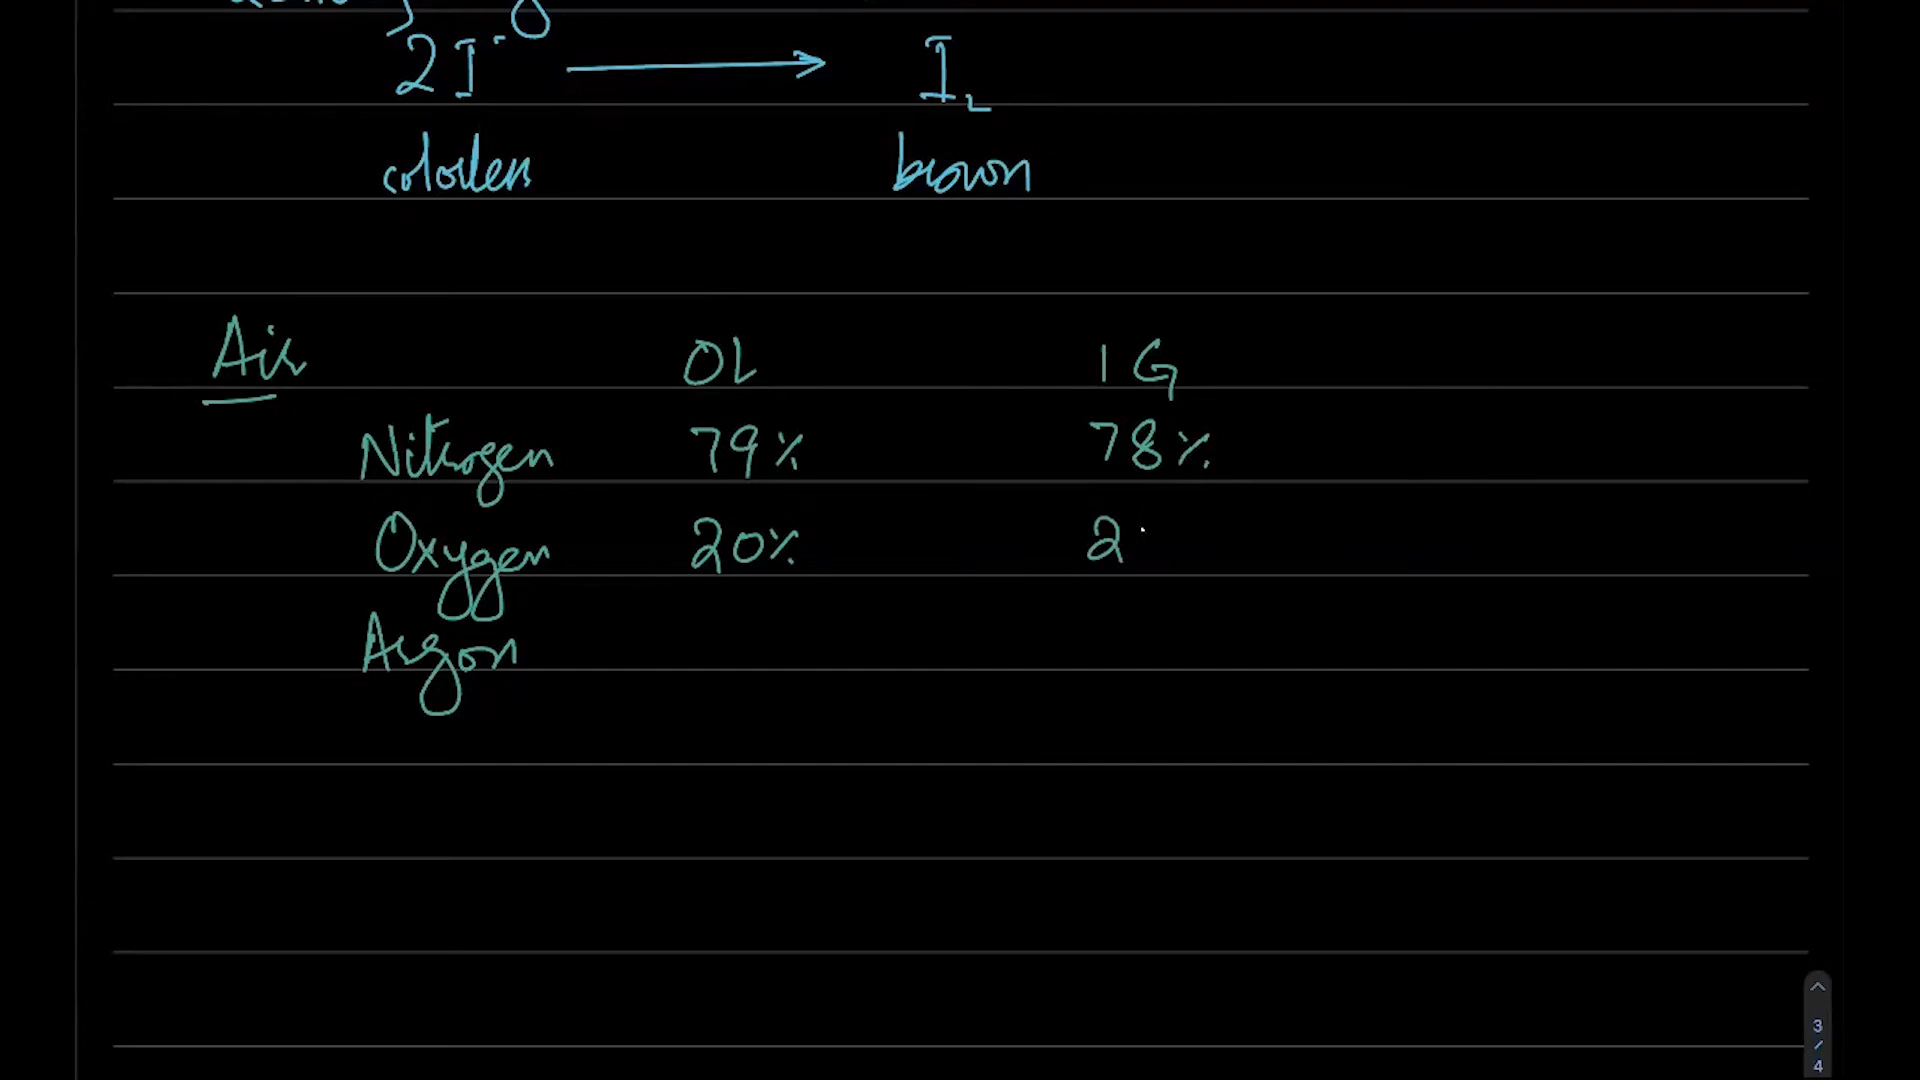 2I⁻ → I₂
colorless brown
Air OL IG
Nitrogen 79% 78%
Oxygen 20% 2
Argon
3
/
4